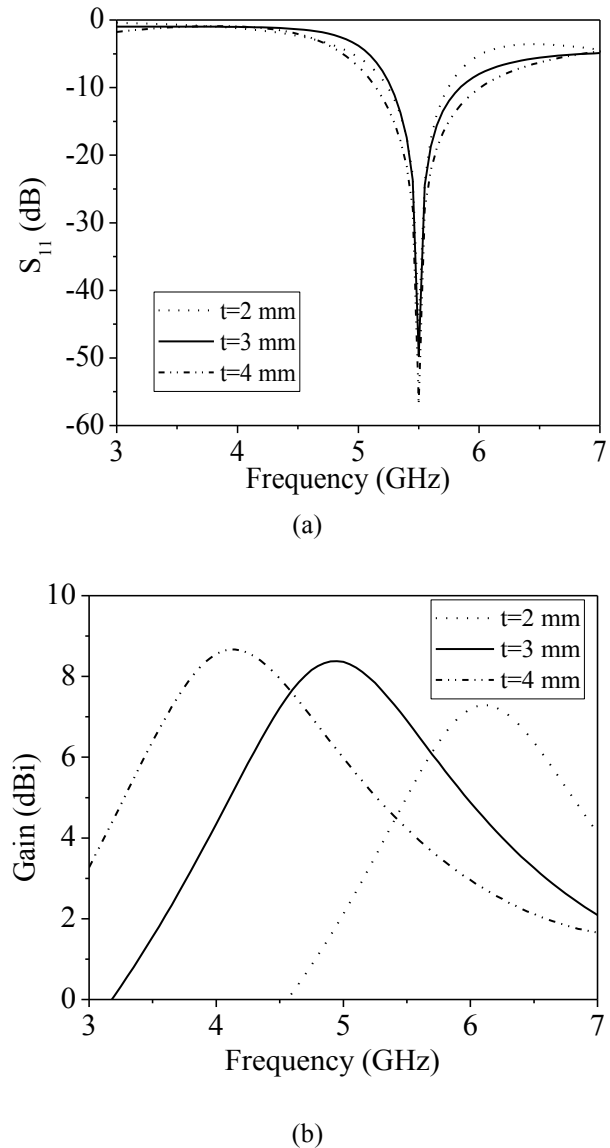 0
-10
-20
-30
-40
-50
-60
S11 (dB)
t=2 mm
t=3 mm
t=4 mm
3 4 5 6 7
Frequency (GHz)
(a)
10
8
6
4
2
0
Gain (dBi)
t=2 mm
t=3 mm
t=4 mm
3 4 5 6 7
Frequency (GHz)
(b)